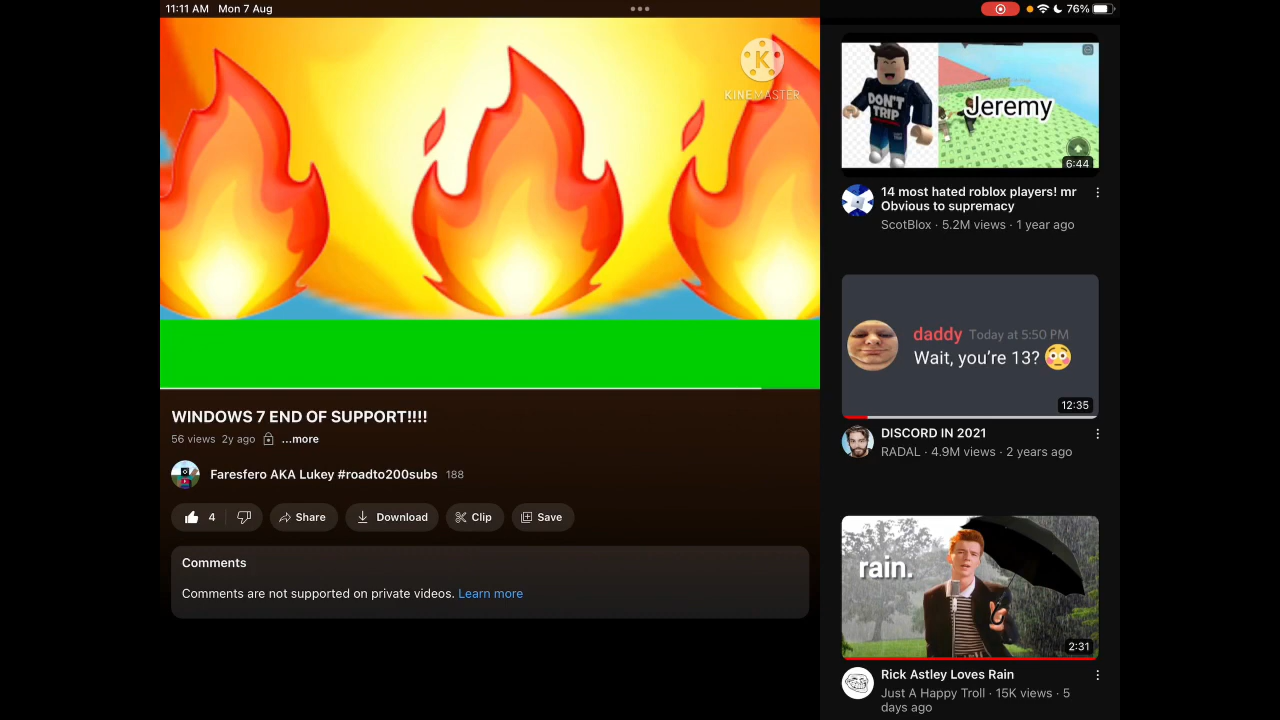 11:11 AM Mon 7 Aug
76%
K
KINEMASTER
WINDOWS 7 END OF SUPPORT!!!!
56 views 2y ago ...more
Faresfero AKA Lukey #roadto200subs 188
4 Share Download Clip Save
Comments
Comments are not supported on private videos. Learn more
DON'T
TRIP
Jeremy
6:44
14 most hated roblox players! mr
Obvious to supremacy
ScotBlox · 5.2M views · 1 year ago
daddy Today at 5:50 PM
Wait, you're 13? 😳
12:35
DISCORD IN 2021
RADAL · 4.9M views · 2 years ago
rain.
2:31
Rick Astley Loves Rain
Just A Happy Troll · 15K views · 5
days ago